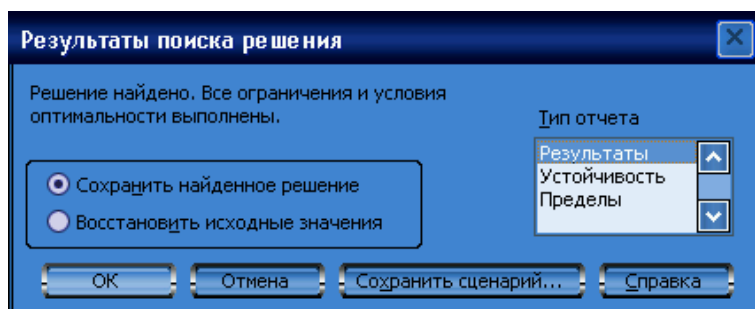 Результаты поиска решения
Решение найдено. Все ограничения и условия
оптимальности выполнены.
Тип отчета
Результаты
Устойчивость
Пределы
Сохранить найденное решение
Восстановить исходные значения
ОК
Отмена
Сохранить сценарий...
Справка